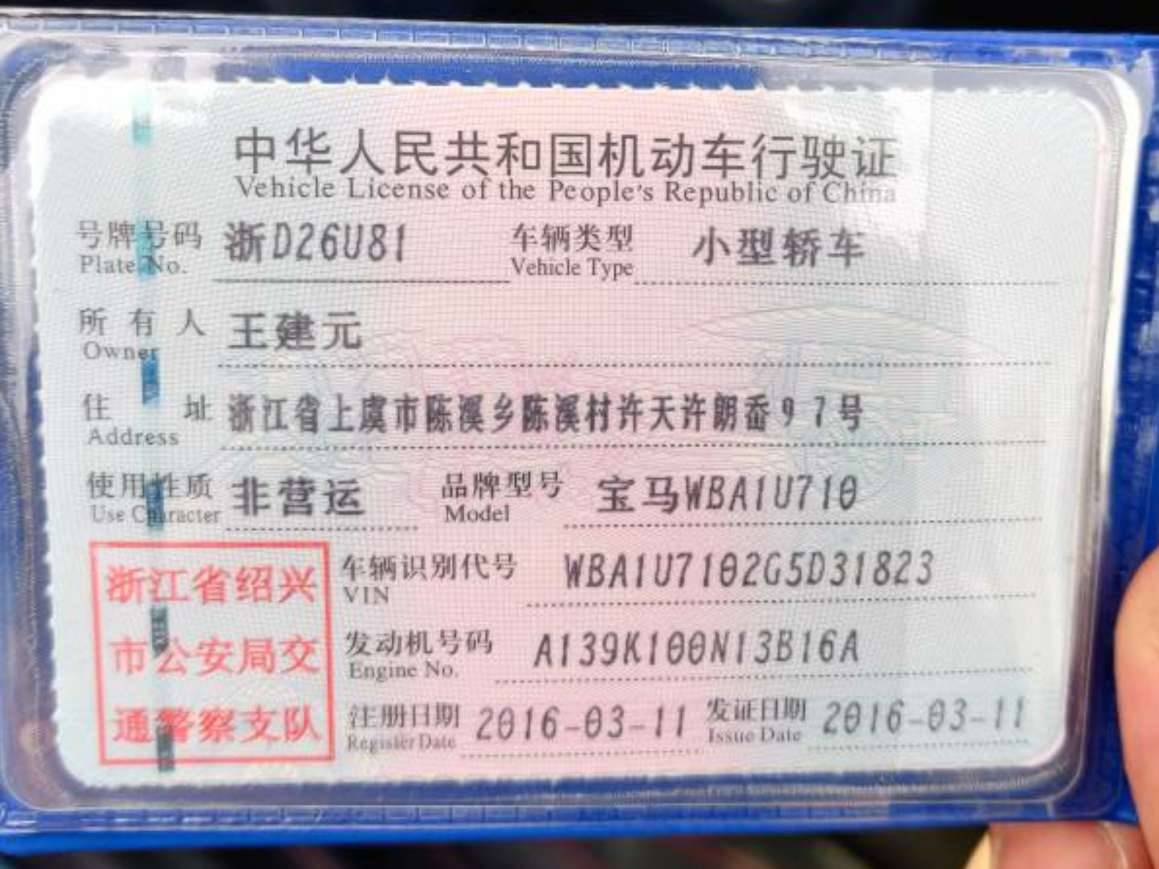 中华人民共和国机动车行驶证
Vehicle License of the People's Republic of China
号牌号码 浙D26U81 车辆类型 小型轿车
Plate No. Vehicle Type
所有人 王建元
Owner
住址 浙江省上虞市陈溪乡陈溪村许天许朗岙97号
Address
使用性质 非营运 品牌型号 宝马WBA1U710
Use Character Model
浙江省绍兴
市公安局交
通警察支队
车辆识别代号 WBA1U7102G5D31823
VIN
发动机号码 A139K100N13B16A
Engine No.
注册日期 2016-03-11 发证日期 2016-03-11
Register Date Issue Date